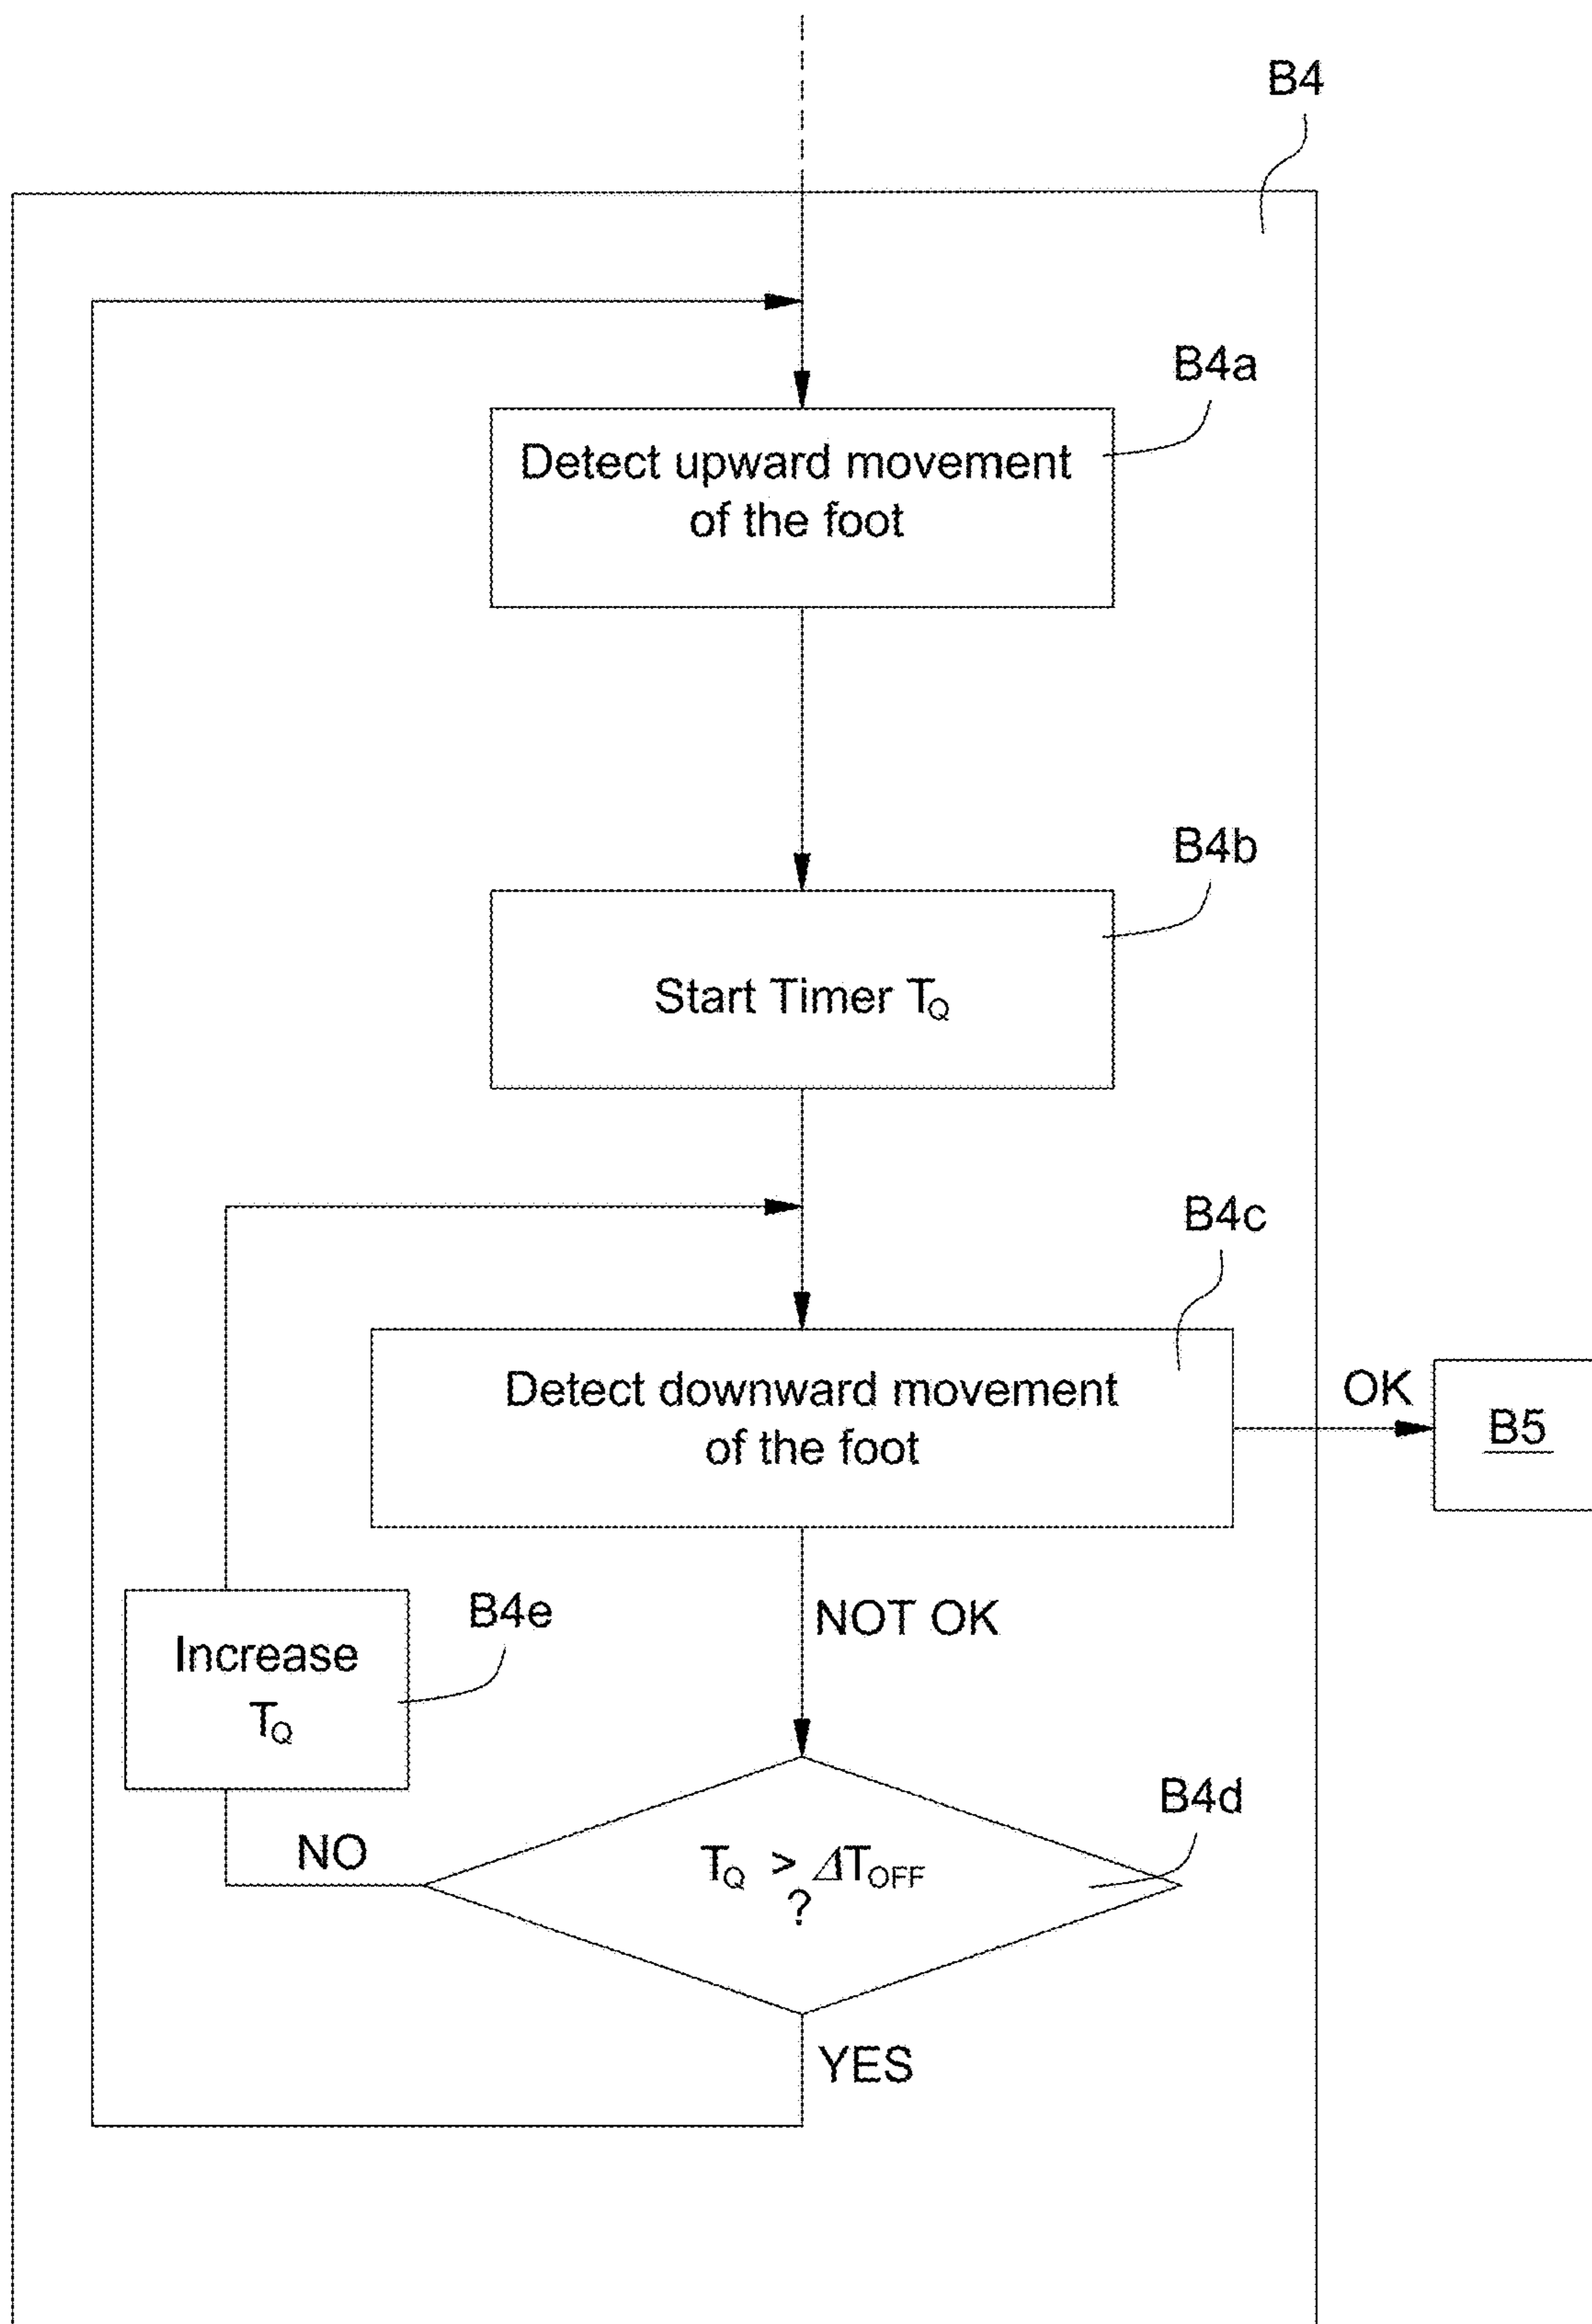 B4
B4a
Detect upward movement
of the foot
B4b
Start Timer TQ
B4c
Detect downward movement
of the foot
OK
B5
NOT OK
B4e
Increase
TQ
B4d
NO
TQ > ΔTOFF
?
YES